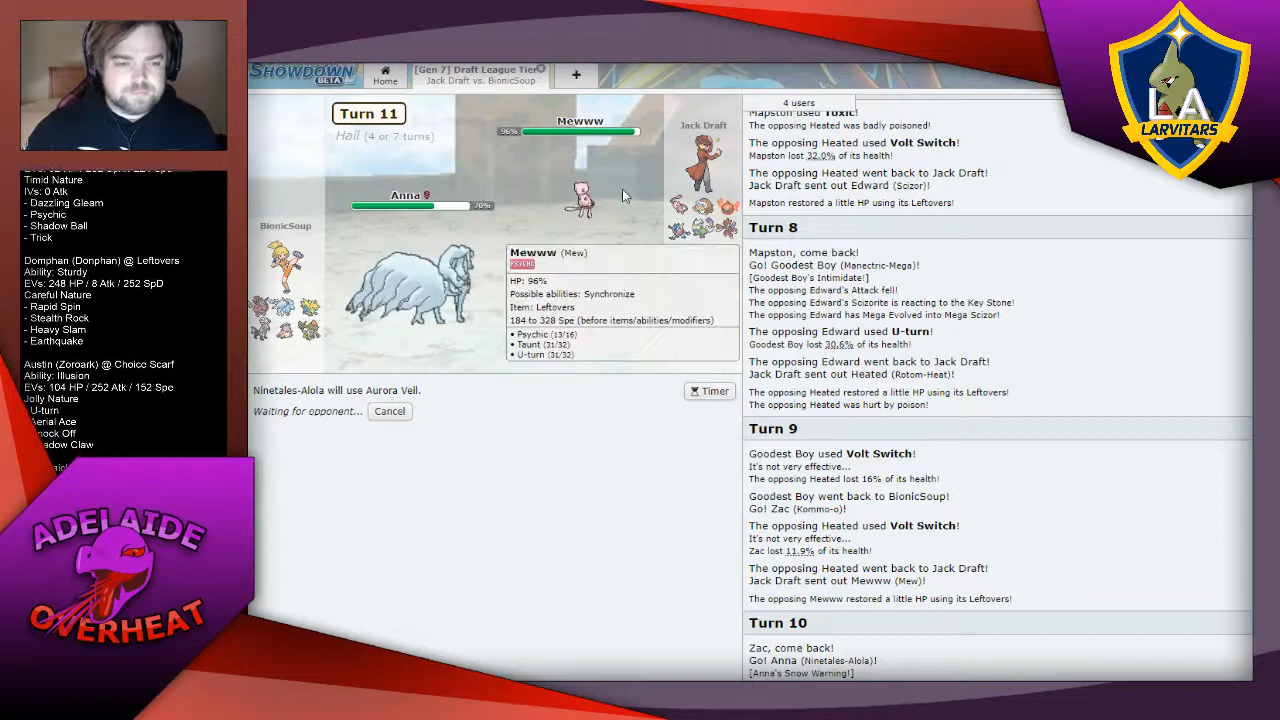 SHOWDOWN
BETA
Home
[Gen 7] Draft League Tier
Jack Draft vs. BionicSoup
+
Turn 11
Hail (4 or 7 turns)
Mewww
96%
Anna
70%
BionicSoup
Jack Draft
Mewww (Mew)
PSYCHIC
HP: 96%
Possible abilities: Synchronize
Item: Leftovers
184 to 328 Spe (before items/abilities/modifiers)
• Psychic (13/16)
• Taunt (31/32)
• U-turn (31/32)
Ninetales-Alola will use Aurora Veil.
Timer
Waiting for opponent...
Cancel
4 users
Mapston used Toxic!
The opposing Heated was badly poisoned!
The opposing Heated used Volt Switch!
Mapston lost 32.0% of its health!
The opposing Heated went back to Jack Draft!
Jack Draft sent out Edward (Scizor)!
Mapston restored a little HP using its Leftovers!
Turn 8
Mapston, come back!
Go! Goodest Boy (Manectric-Mega)!
[Goodest Boy's Intimidate!]
The opposing Edward's Attack fell!
The opposing Edward's Scizorite is reacting to the Key Stone!
The opposing Edward has Mega Evolved into Mega Scizor!
The opposing Edward used U-turn!
Goodest Boy lost 30.6% of its health!
The opposing Edward went back to Jack Draft!
Jack Draft sent out Heated (Rotom-Heat)!
The opposing Heated restored a little HP using its Leftovers!
The opposing Heated was hurt by poison!
Turn 9
Goodest Boy used Volt Switch!
It's not very effective...
The opposing Heated lost 16% of its health!
Goodest Boy went back to BionicSoup!
Go! Zac (Kommo-o)!
The opposing Heated used Volt Switch!
It's not very effective...
Zac lost 11.9% of its health!
The opposing Heated went back to Jack Draft!
Jack Draft sent out Mewww (Mew)!
The opposing Mewww restored a little HP using its Leftovers!
Turn 10
Zac, come back!
Go! Anna (Ninetales-Alola)!
[Anna's Snow Warning!]
Timid Nature
IVs: 0 Atk
- Dazzling Gleam
- Psychic
- Shadow Ball
- Trick
Domphan (Donphan) @ Leftovers
Ability: Sturdy
EVs: 248 HP / 8 Atk / 252 SpD
Careful Nature
- Rapid Spin
- Stealth Rock
- Heavy Slam
- Earthquake
Austin (Zoroark) @ Choice Scarf
Ability: Illusion
EVs: 104 HP / 252 Atk / 152 Spe
Jolly Nature
U-turn
Aerial Ace
LA
LARVITARS
ADELAIDE
OVERHEAT